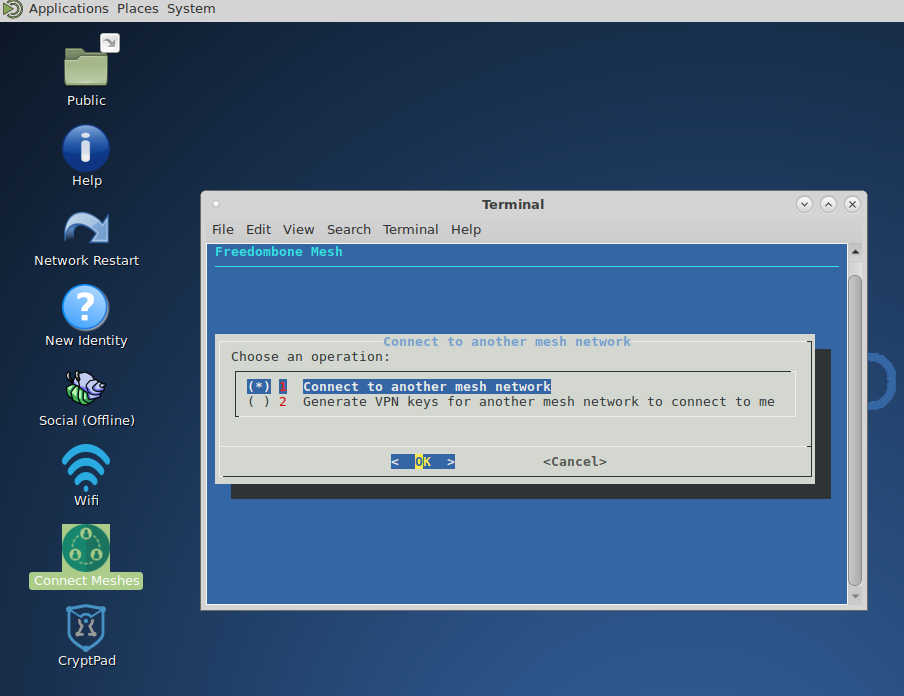 Applications Places System
Public
Help
Network Restart
New Identity
Social (Offline)
Wifi
Connect Meshes
CryptPad
Terminal
File Edit View Search Terminal Help
Freedombone Mesh
Connect to another mesh network
Choose an operation:
(*) 1 Connect to another mesh network
( ) 2 Generate VPN keys for another mesh network to connect to me
< OK > <Cancel>